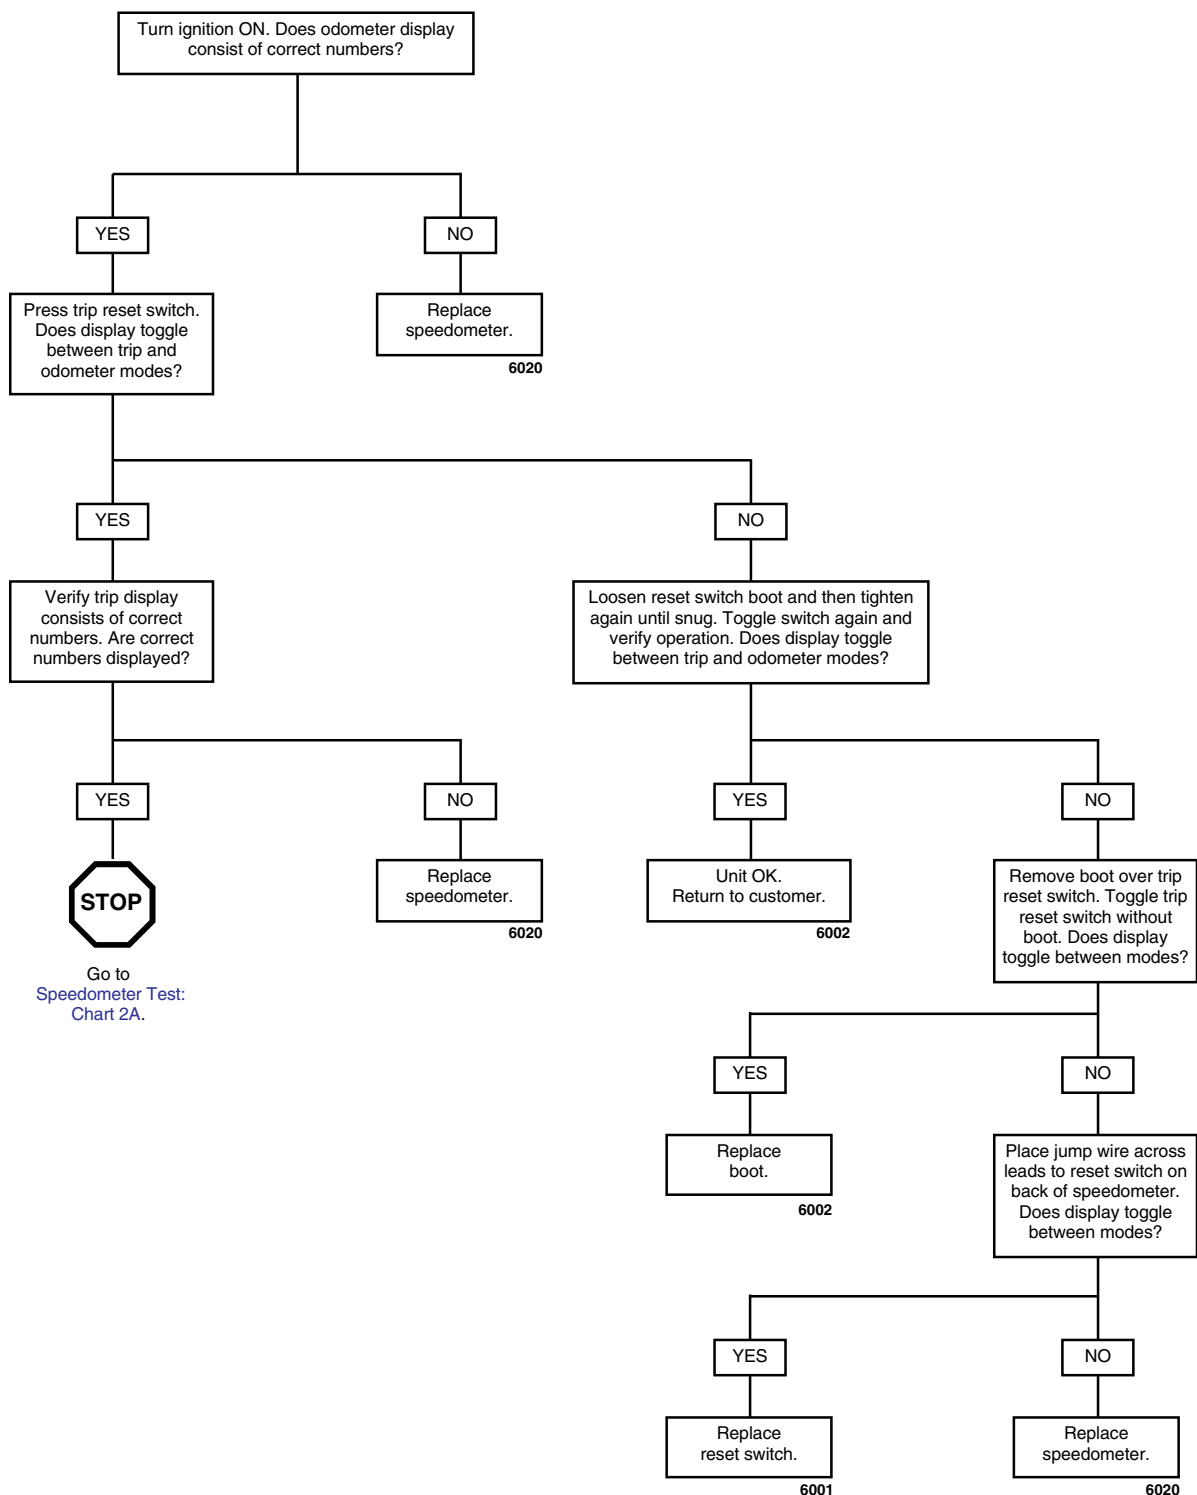 Turn ignition ON. Does odometer display
consist of correct numbers?
YES
NO
Press trip reset switch.
Does display toggle
between trip and
odometer modes?
Replace
speedometer.
6020
YES
NO
Verify trip display
consists of correct
numbers. Are correct
numbers displayed?
Loosen reset switch boot and then tighten
again until snug. Toggle switch again and
verify operation. Does display toggle
between trip and odometer modes?
YES
NO
YES
NO
STOP
Go to
Speedometer Test:
Chart 2A.
Replace
speedometer.
6020
Unit OK.
Return to customer.
6002
Remove boot over trip
reset switch. Toggle trip
reset switch without
boot. Does display
toggle between modes?
YES
NO
Replace
boot.
6002
Place jump wire across
leads to reset switch on
back of speedometer.
Does display toggle
between modes?
YES
NO
Replace
reset switch.
6001
Replace
speedometer.
6020